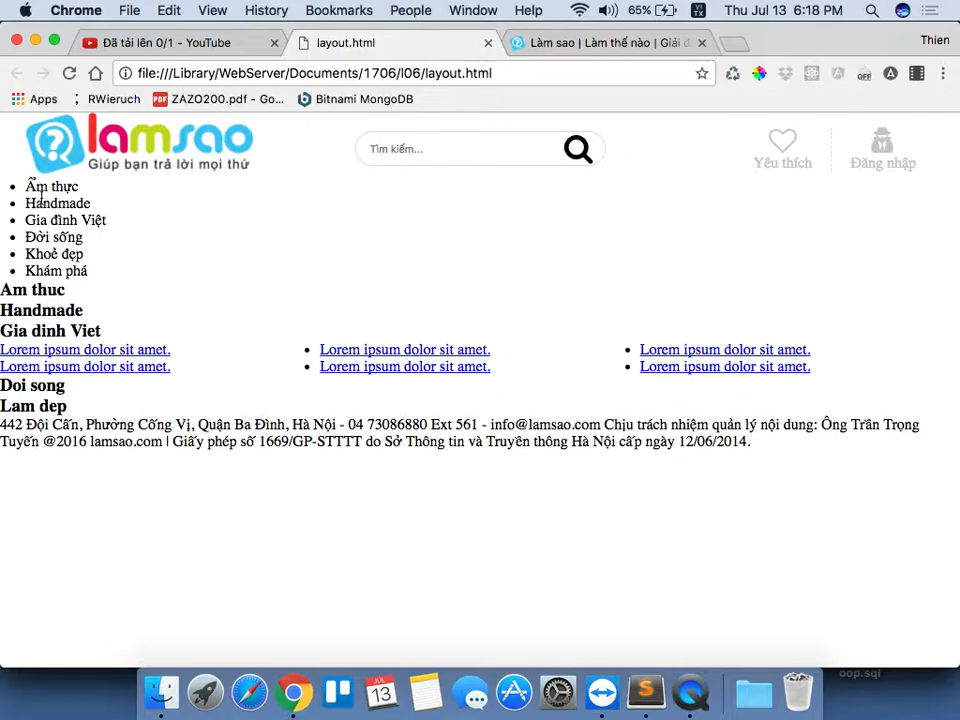 Chrome File Edit View History Bookmarks People Window Help 65% VI TX Thu Jul 13 6:18 PM
Đã tải lên 0/1 - YouTube layout.html Làm sao | Làm thế nào | Giải đ Thien
file:///Library/WebServer/Documents/1706/l06/layout.html OFF
Apps RWieruch PDF ZAZO200.pdf - Go... Bitnami MongoDB
lamsao
Giúp bạn trả lời mọi thứ
Tìm kiếm...
Yêu thích Đăng nhập
Ẩm thực
Handmade
Gia đình Việt
Đời sống
Khoẻ đẹp
Khám phá
Am thuc
Handmade
Gia dinh Viet
Lorem ipsum dolor sit amet. Lorem ipsum dolor sit amet. Lorem ipsum dolor sit amet.
Lorem ipsum dolor sit amet. Lorem ipsum dolor sit amet. Lorem ipsum dolor sit amet.
Doi song
Lam dep
442 Đội Cấn, Phường Cống Vị, Quận Ba Đình, Hà Nội - 04 73086880 Ext 561 - info@lamsao.com Chịu trách nhiệm quản lý nội dung: Ông Trần Trọng
Tuyến @2016 lamsao.com | Giấy phép số 1669/GP-STTTT do Sở Thông tin và Truyền thông Hà Nội cấp ngày 12/06/2014.
oop.sql
JUL
13